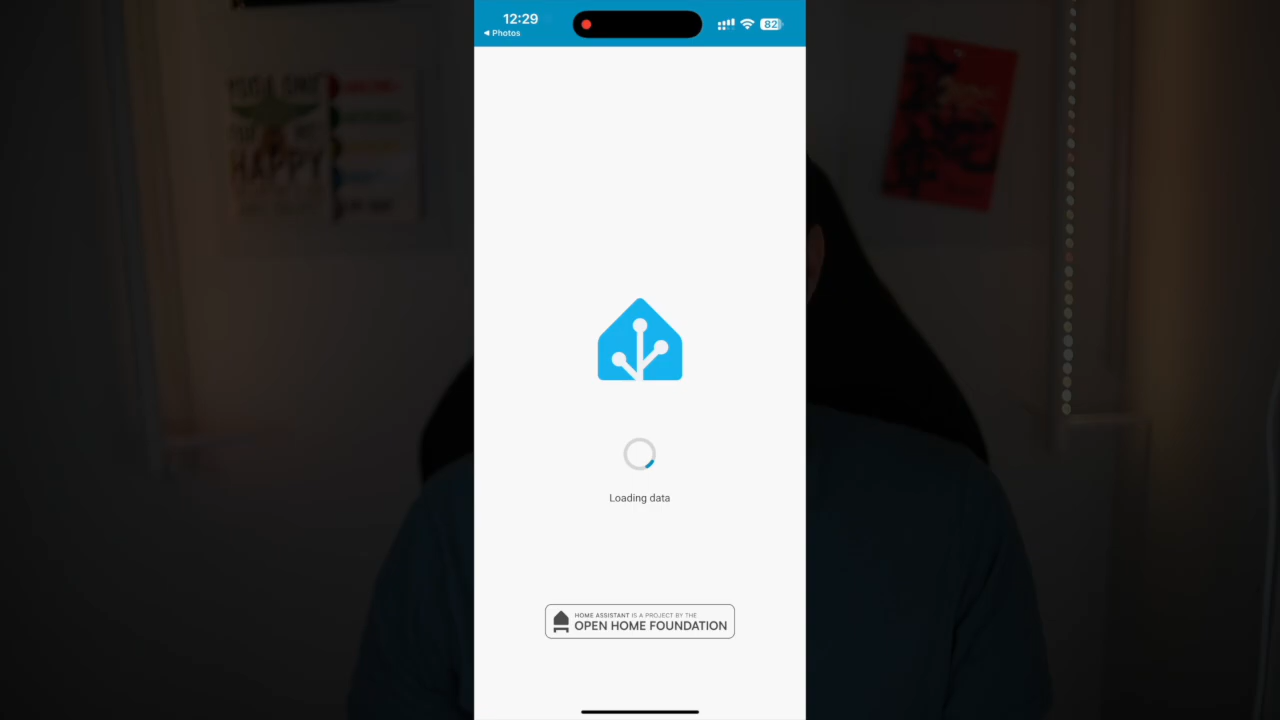 12:29
82
Photos
HAPPY
Loading data
HOME ASSISTANT IS A PROJECT BY THE
OPEN HOME FOUNDATION